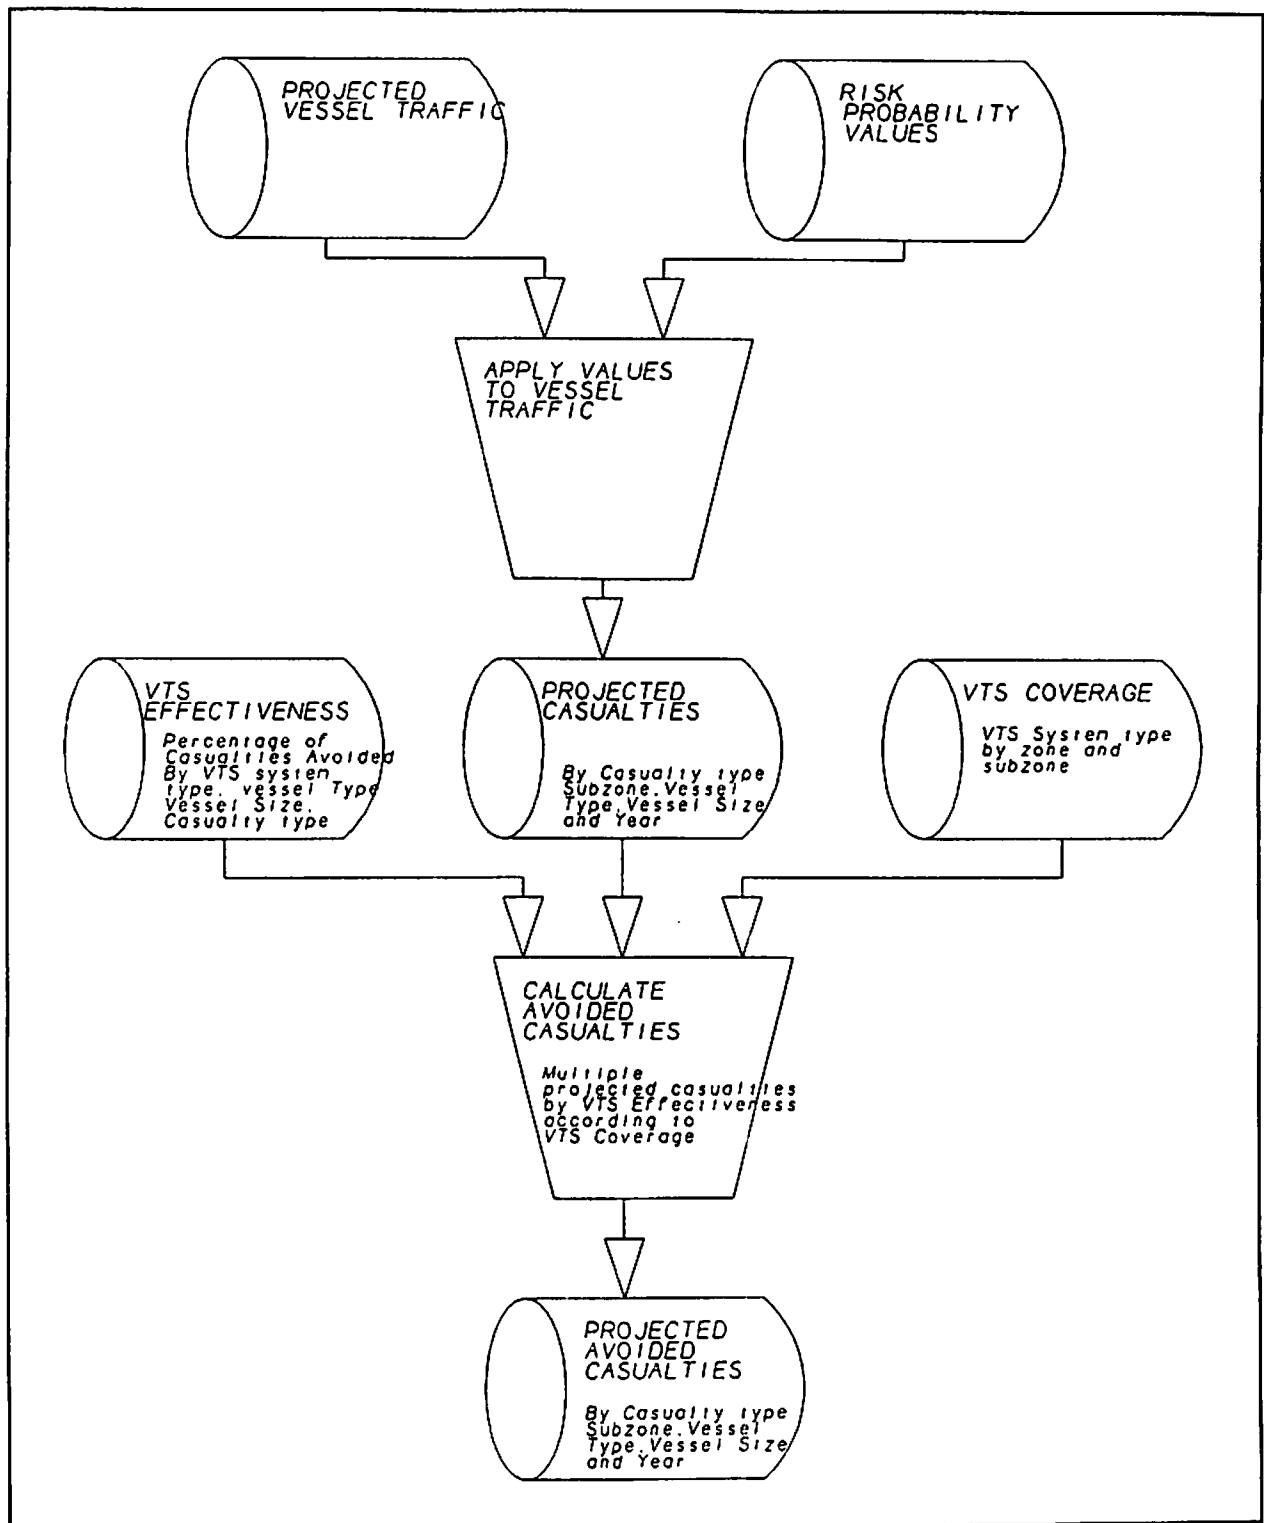 PROJECTED
VESSEL TRAFFIC
RISK
PROBABILITY
VALUES
APPLY VALUES
TO VESSEL
TRAFFIC
VTS
EFFECTIVENESS
Percentage of
Casualties Avoided
By VTS system
type, vessel Type
Vessel Size,
Casualty type
PROJECTED
CASUALTIES
By Casualty type
Subzone,Vessel
Type,Vessel Size
and Year
VTS COVERAGE
VTS System type
by zone and
subzone
CALCULATE
AVOIDED
CASUALTIES
Multiple
projected casualties
by VTS Effectiveness
according to
VTS Coverage
PROJECTED
AVOIDED
CASUALTIES
By Casualty type
Subzone,Vessel
Type,Vessel Size
and Year